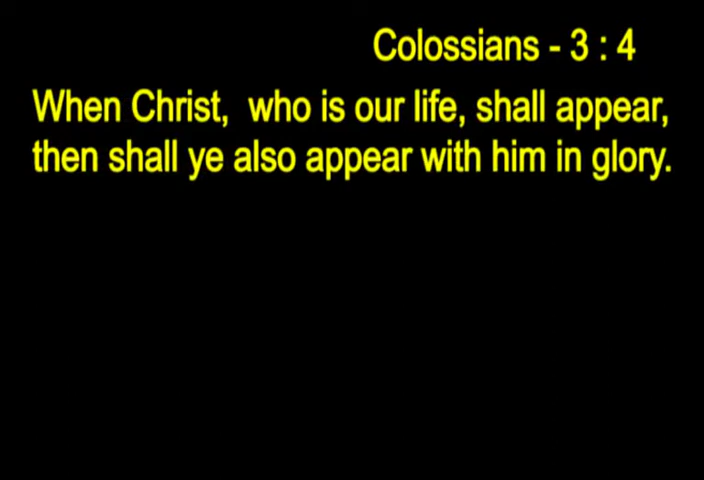 Colossians - 3 : 4
When Christ,  who is our life, shall appear,
then shall ye also appear with him in glory.